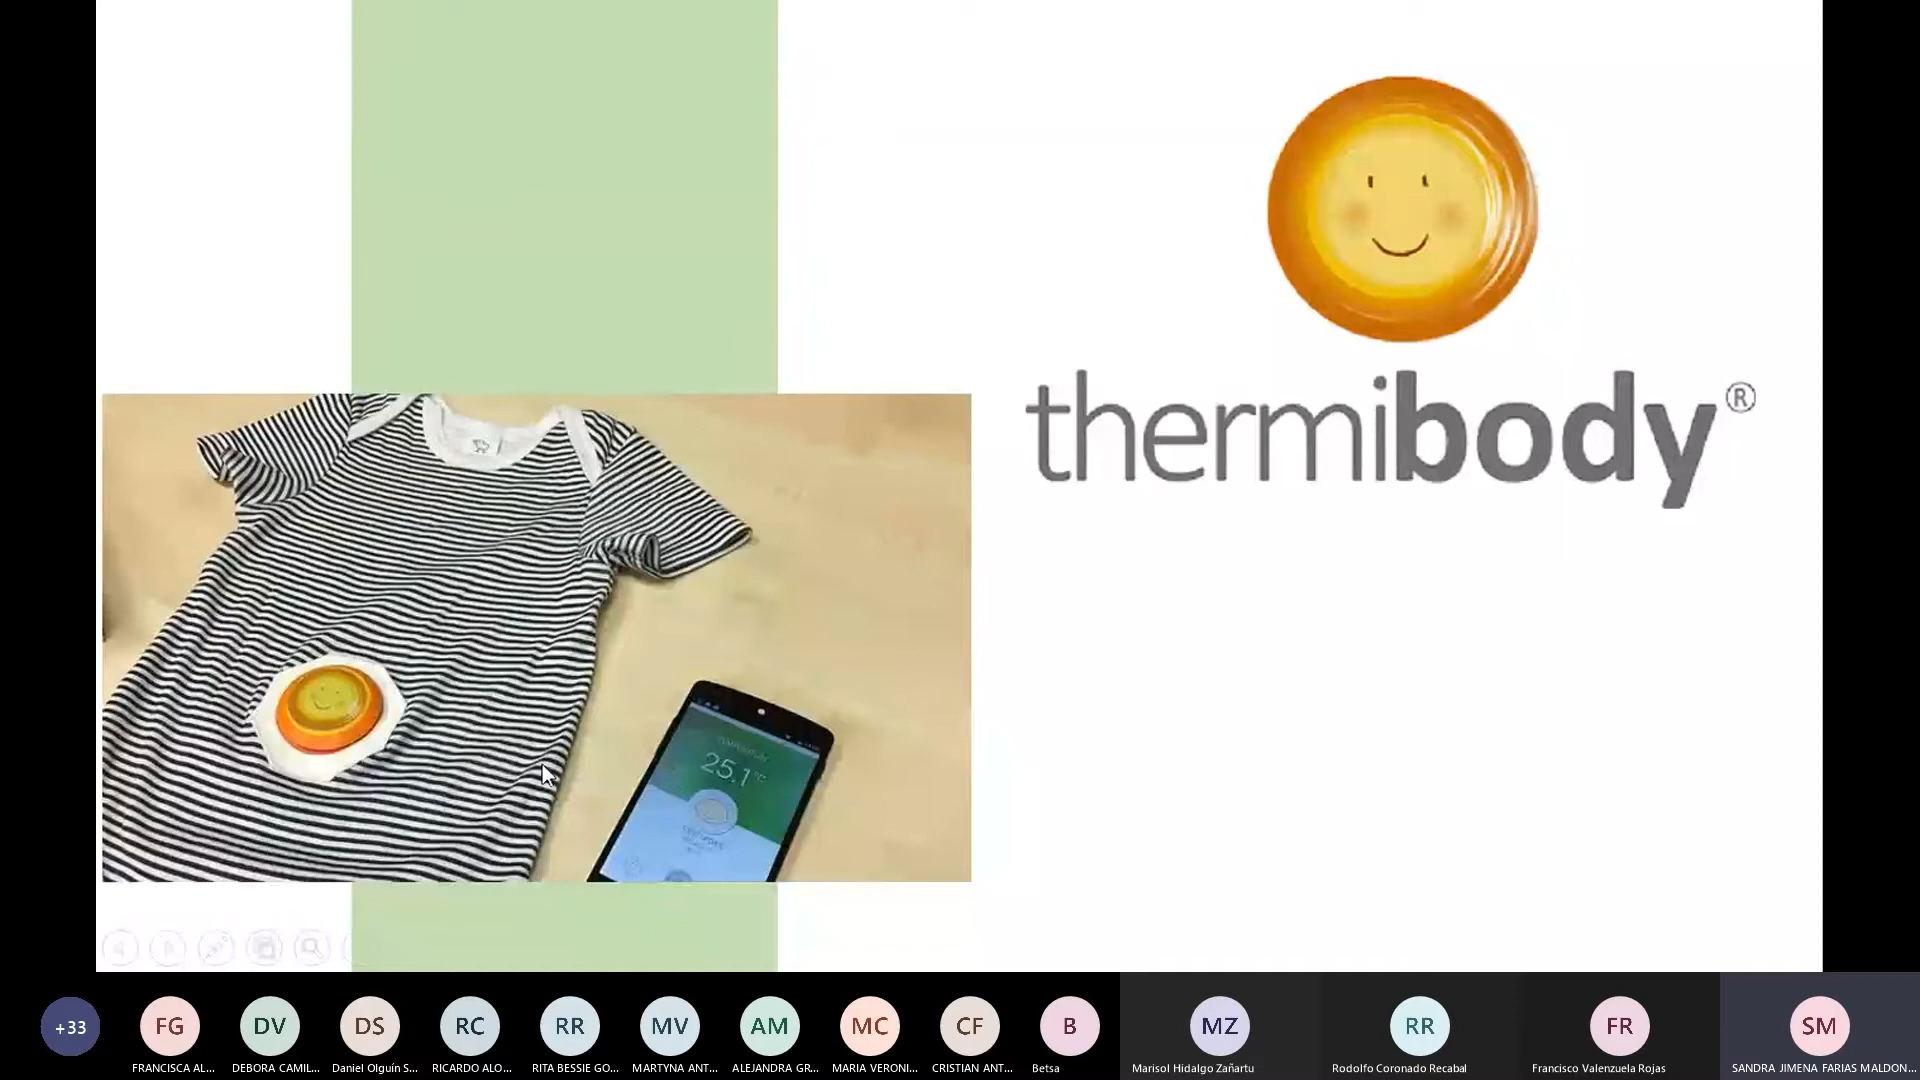 thermibody®
25.1°C
+33
FG
DV
DS
RC
RR
MV
AM
MC
CF
B
MZ
RR
FR
SM
FRANCISCA AL...
DEBORA CAMIL...
Daniel Olguín S...
RICARDO ALO...
RITA BESSIE GO...
MARTYNA ANT...
ALEJANDRA GR...
MARIA VERONI...
CRISTIAN ANT...
Betsa
Marisol Hidalgo Zañartu
Rodolfo Coronado Recabal
Francisco Valenzuela Rojas
SANDRA JIMENA FARIAS MALDON...